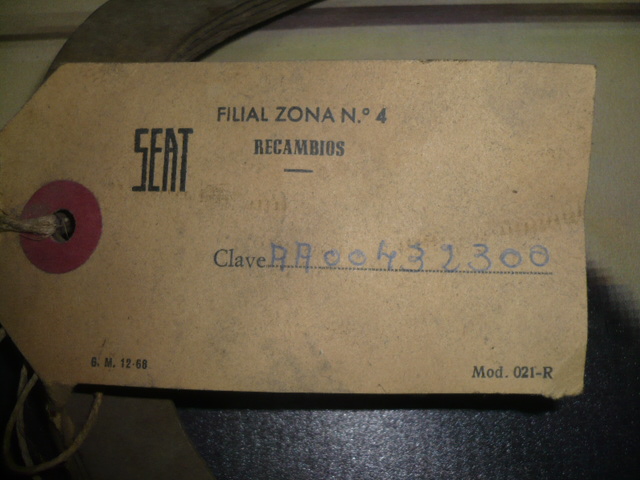 SEAT
FILIAL ZONA N.º 4
RECAMBIOS
Clave AA00432300
G. M. 12-68
Mod. 021-R